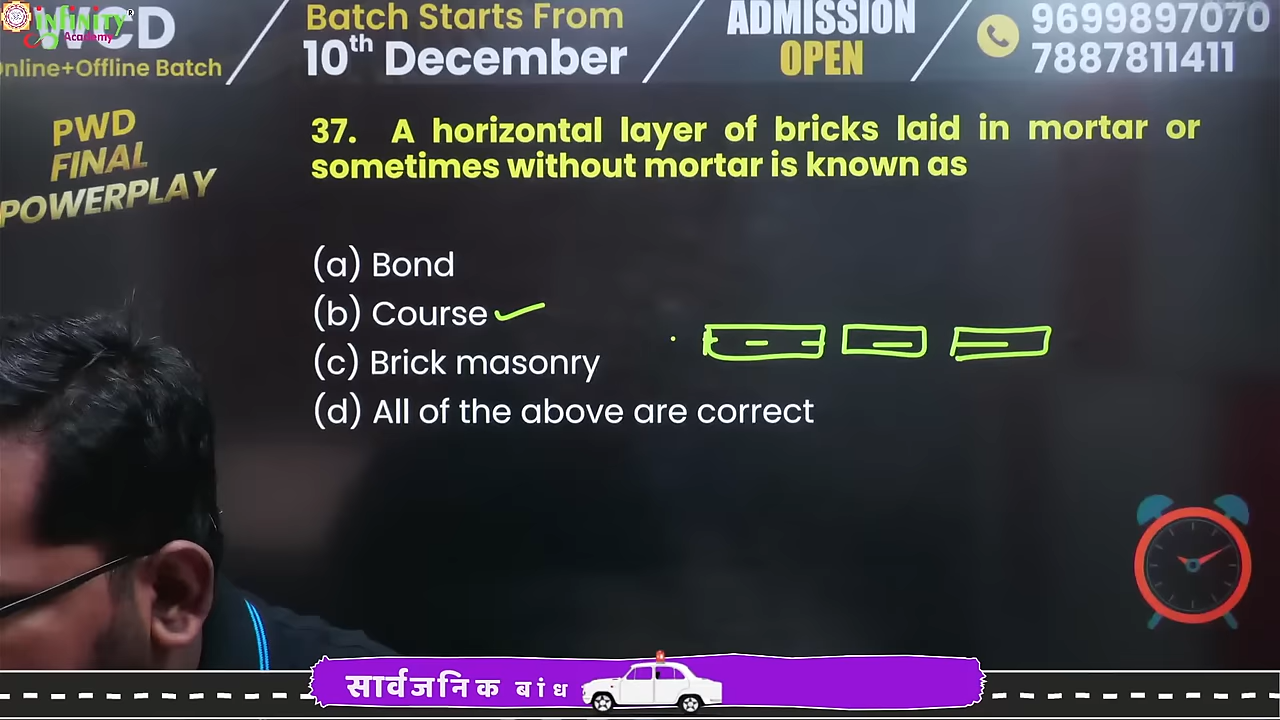 infinity
Academy
CD
Online+Offline Batch
Batch Starts From
10th December
ADMISSION
OPEN
9699897070
7887811411
PWD
FINAL
POWERPLAY
37. A horizontal layer of bricks laid in mortar or
sometimes without mortar is known as
(a) Bond
(b) Course
(c) Brick masonry
(d) All of the above are correct
सार्वजनिक बांध